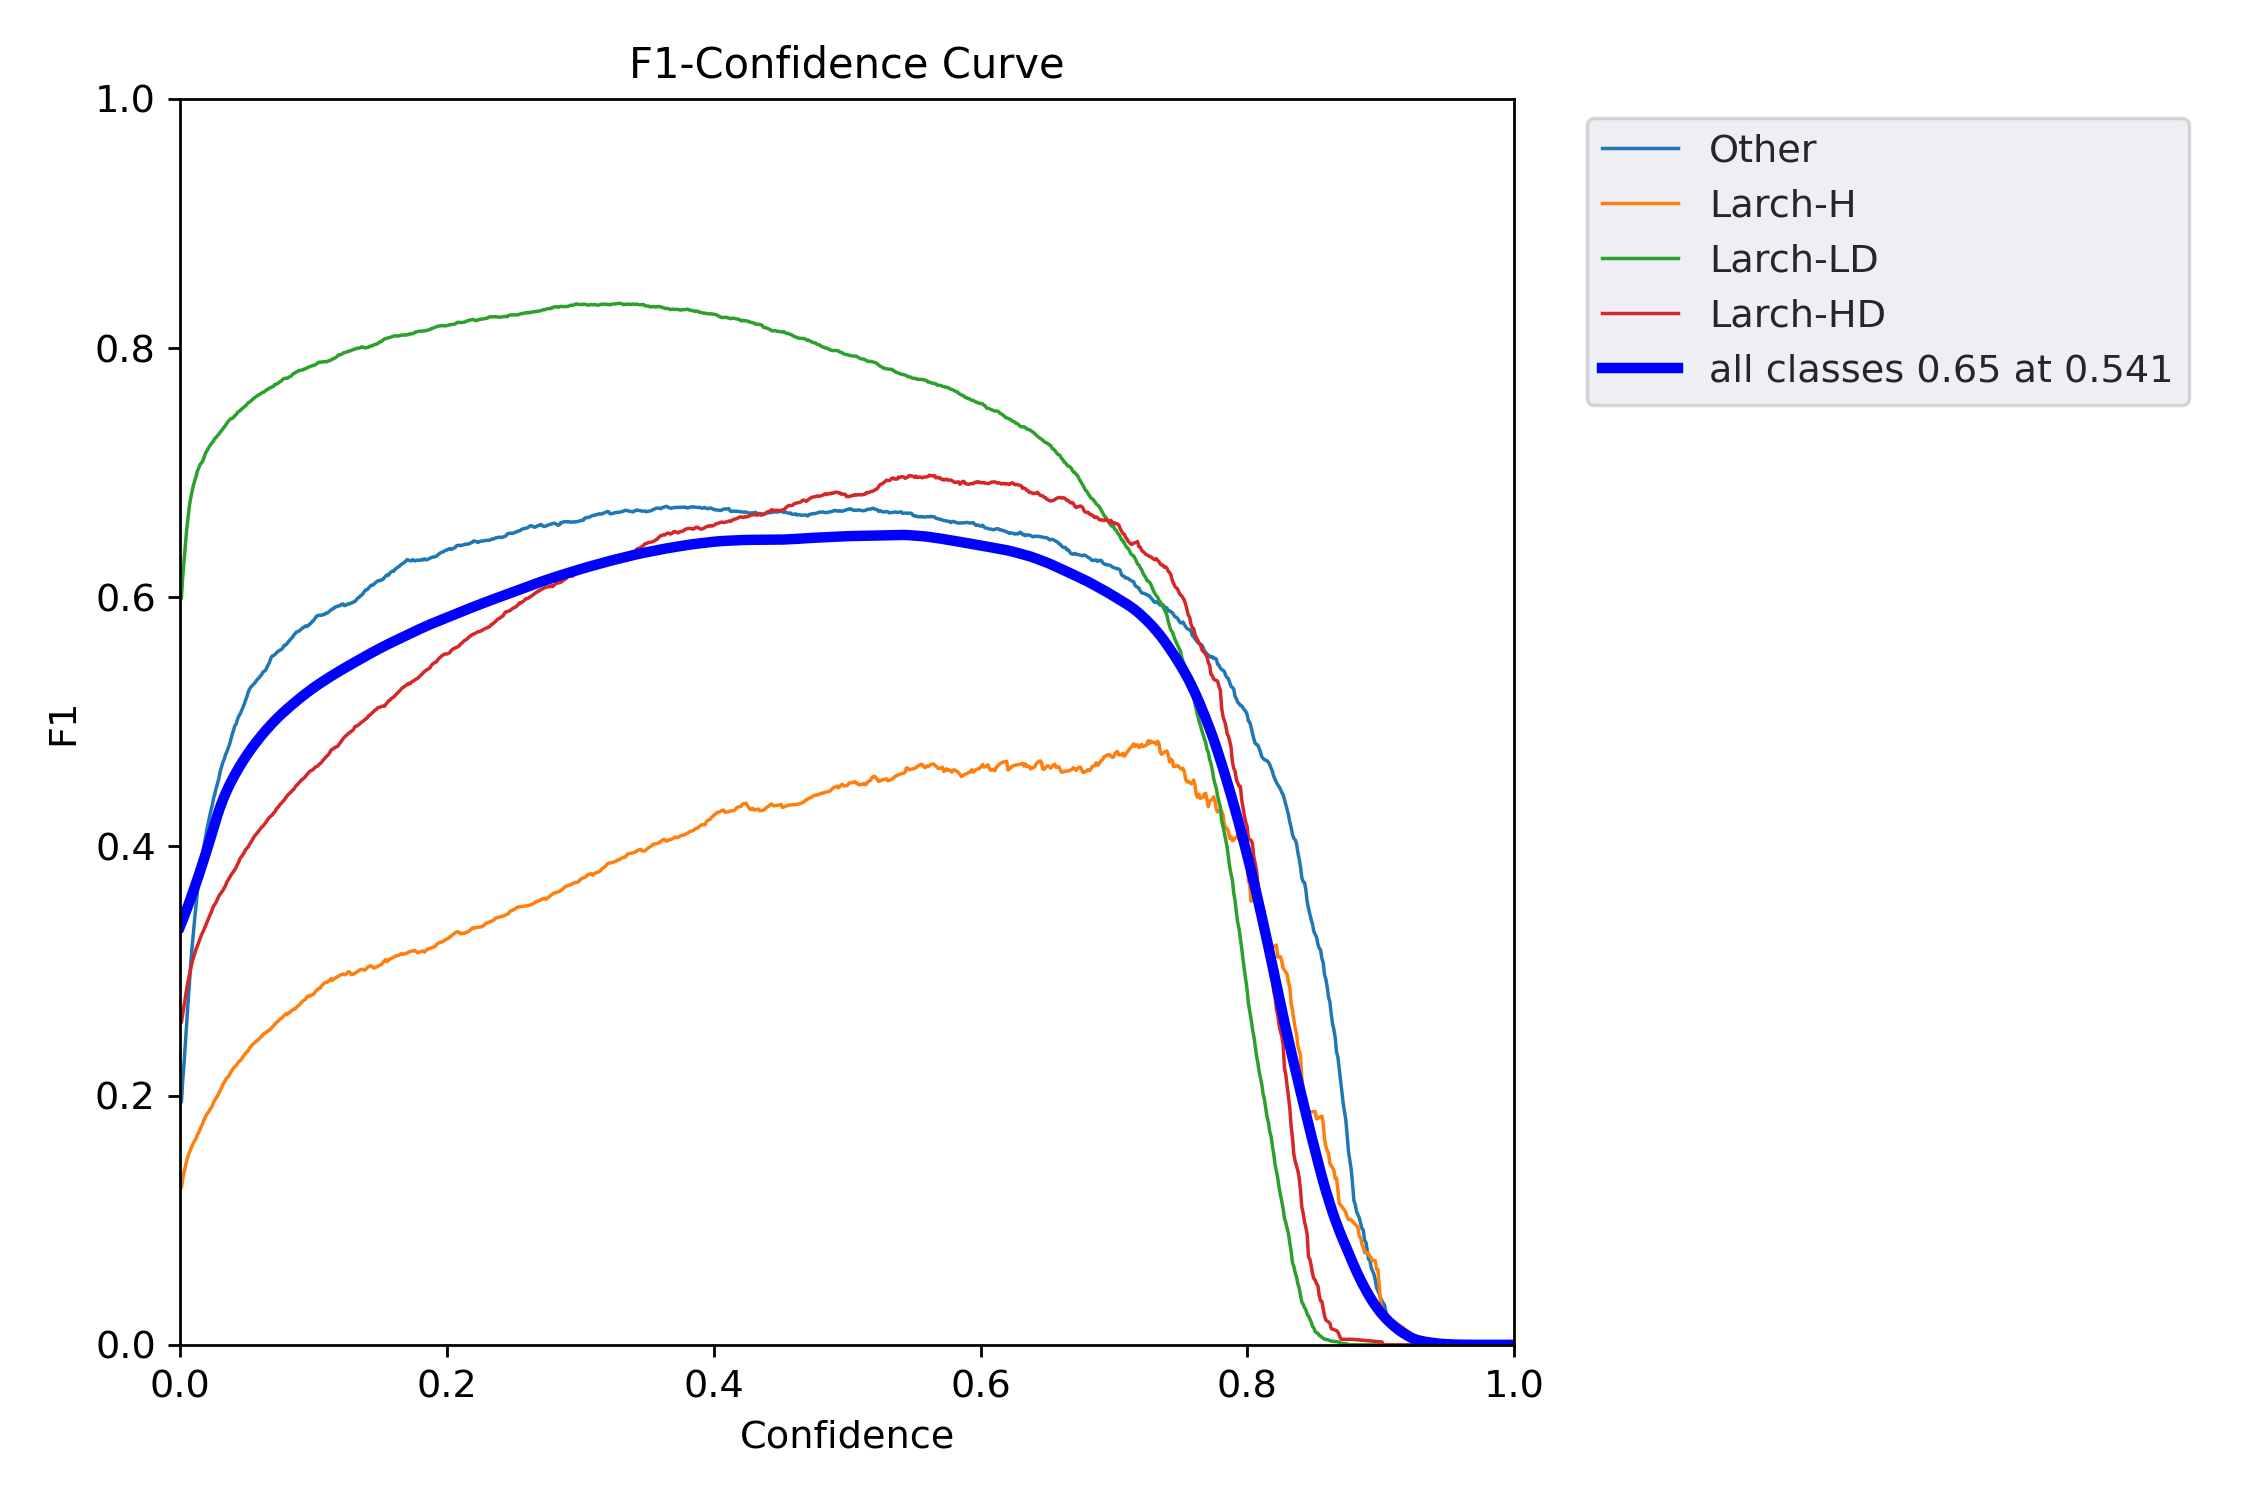 F1-Confidence Curve
1.0
0.8
0.6
0.4
0.2
0.0
F1
0.0 0.2 0.4 0.6 0.8 1.0
Confidence
Other
Larch-H
Larch-LD
Larch-HD
all classes 0.65 at 0.541